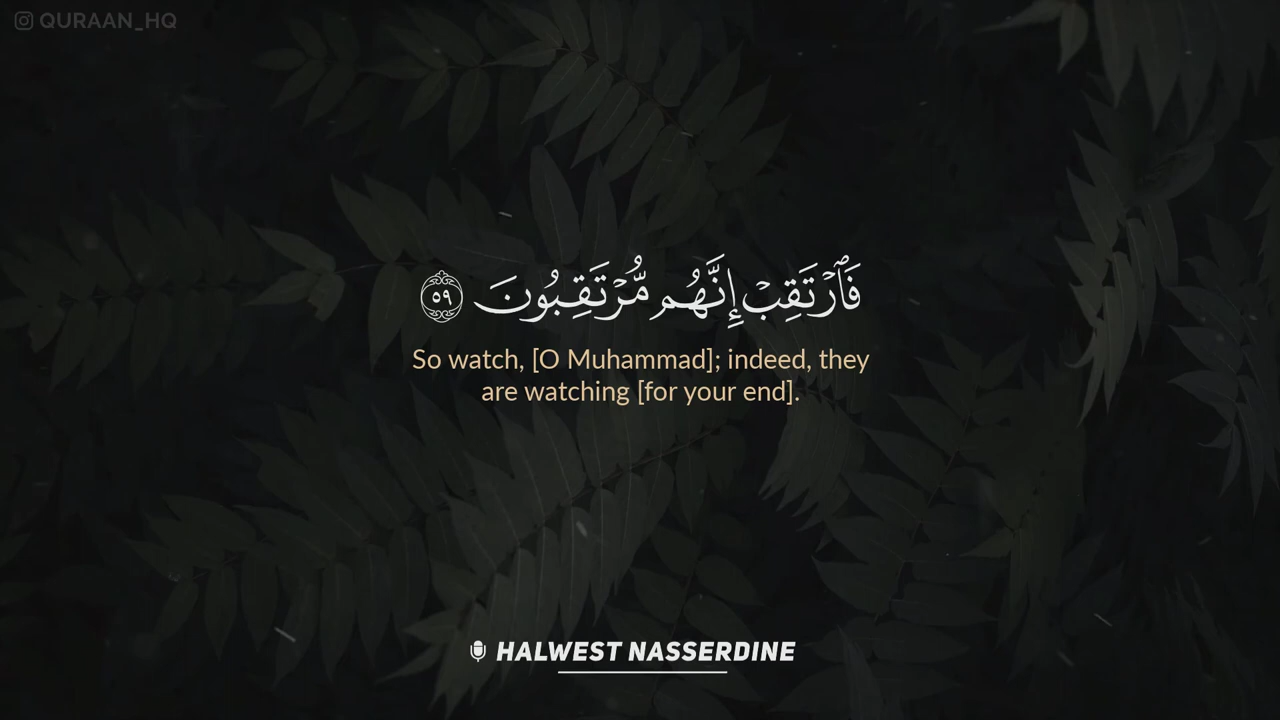 QURAAN_HQ
فَٱرْتَقِبْ إِنَّهُم مُّرْتَقِبُونَ ٥٩
So watch, [O Muhammad]; indeed, they
are watching [for your end].
HALWEST NASSERDINE